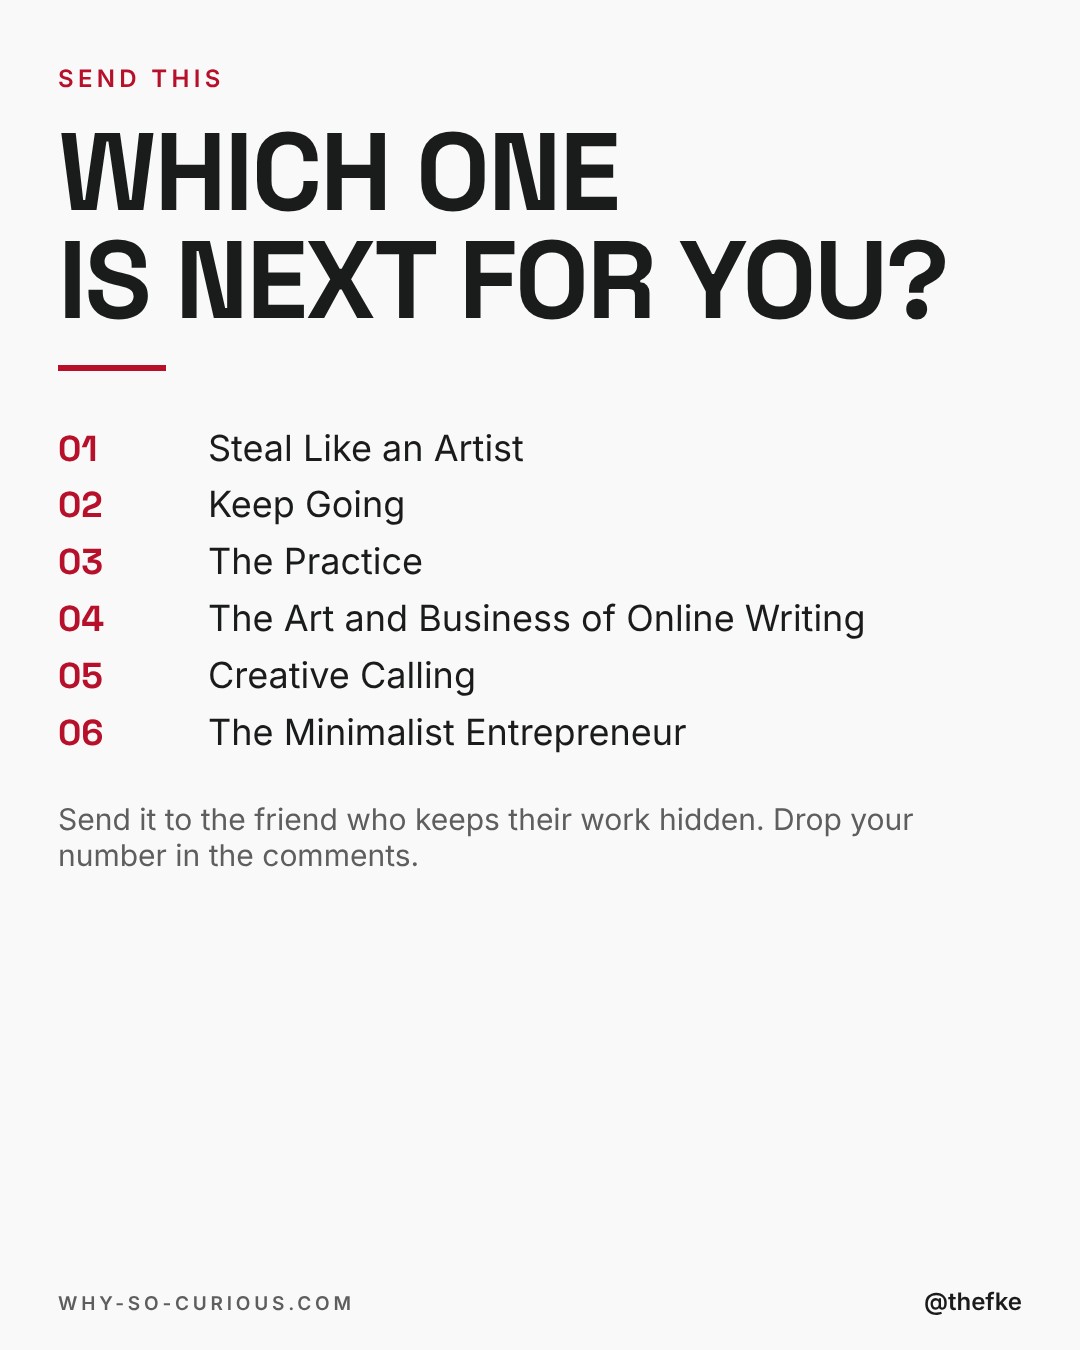 SEND THIS
WHICH ONE
IS NEXT FOR YOU?
01 Steal Like an Artist
02 Keep Going
03 The Practice
04 The Art and Business of Online Writing
05 Creative Calling
06 The Minimalist Entrepreneur
Send it to the friend who keeps their work hidden. Drop your
number in the comments.
WHY-SO-CURIOUS.COM
@thefke